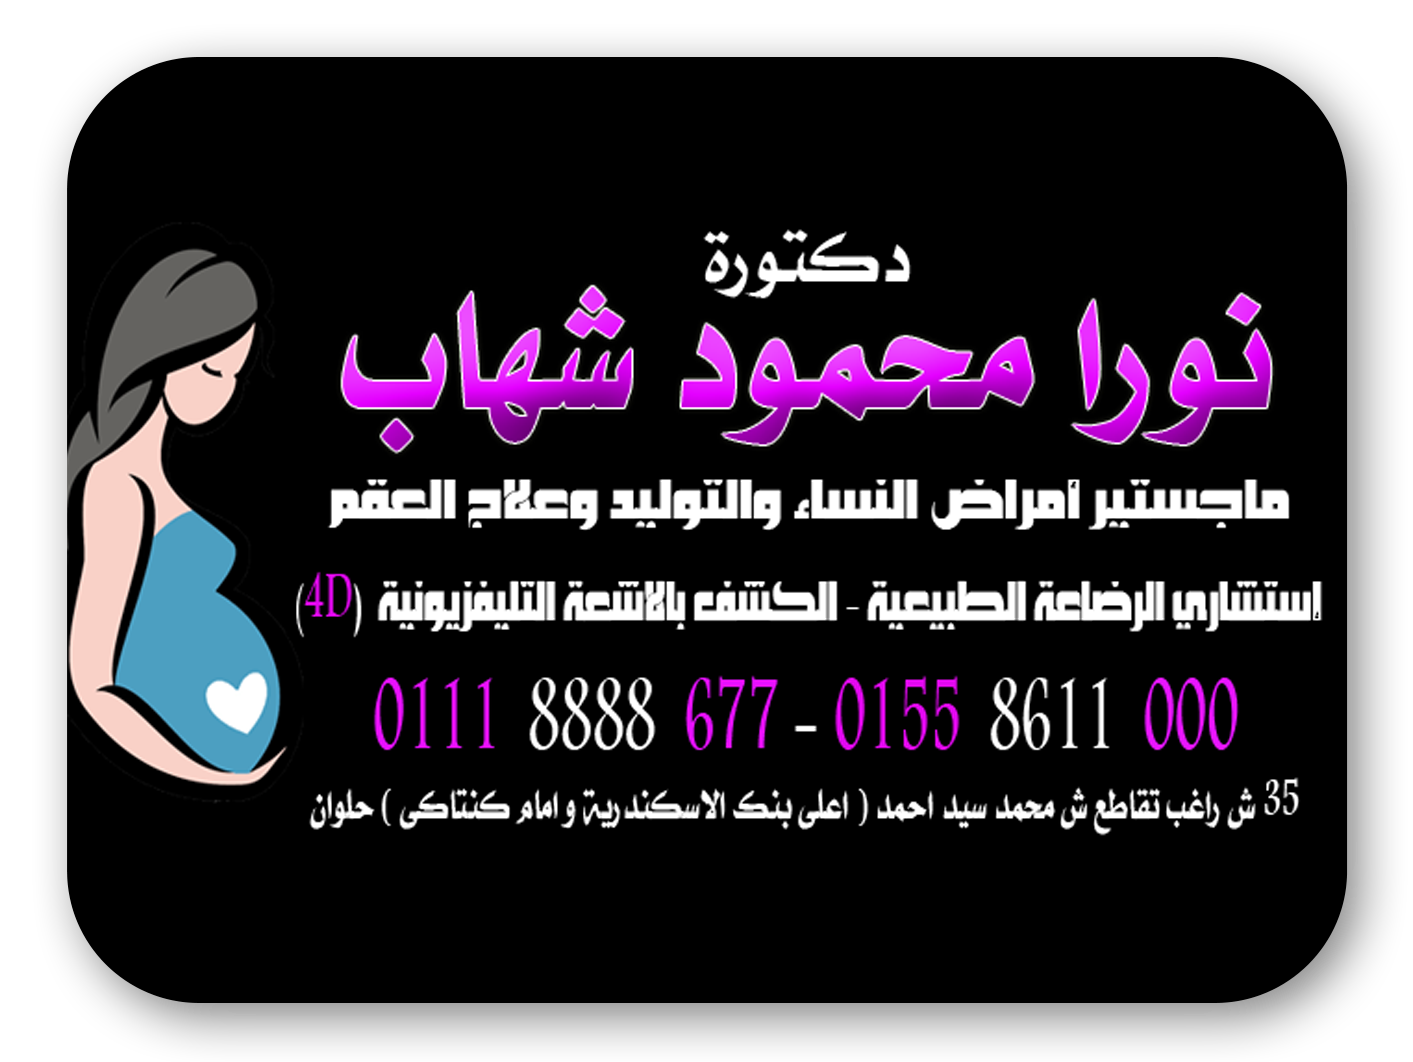 دكتورة
نورا محمود شهاب
ماجستير أمراض النساء والتوليد وعلاج العقم
إستشاري الرضاعة الطبيعية - الكشف بالاشعة التليفزيونية (4D)
0111 8888 677 - 0155 8611 000
35 ش راغب تقاطع ش محمد سيد احمد ( اعلى بنك الاسكندرية و امام كنتاكى ) حلوان